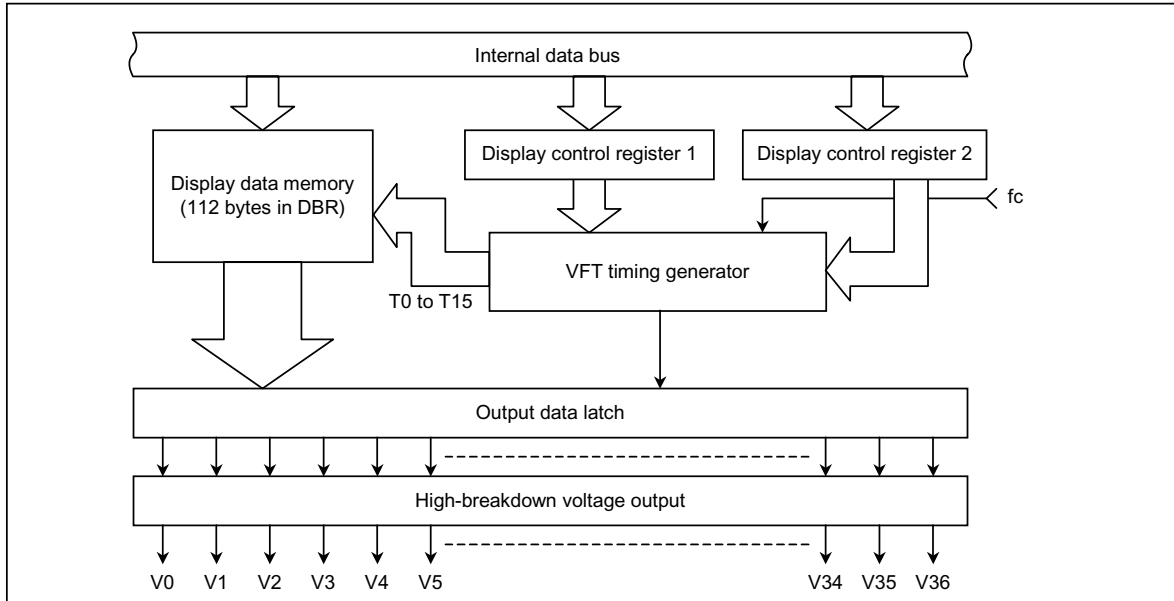 Internal data bus
Display control register 1
Display control register 2
Display data memory
(112 bytes in DBR)
fc
VFT timing generator
T0 to T15
Output data latch
High-breakdown voltage output
V0 V1 V2 V3 V4 V5 V34 V35 V36